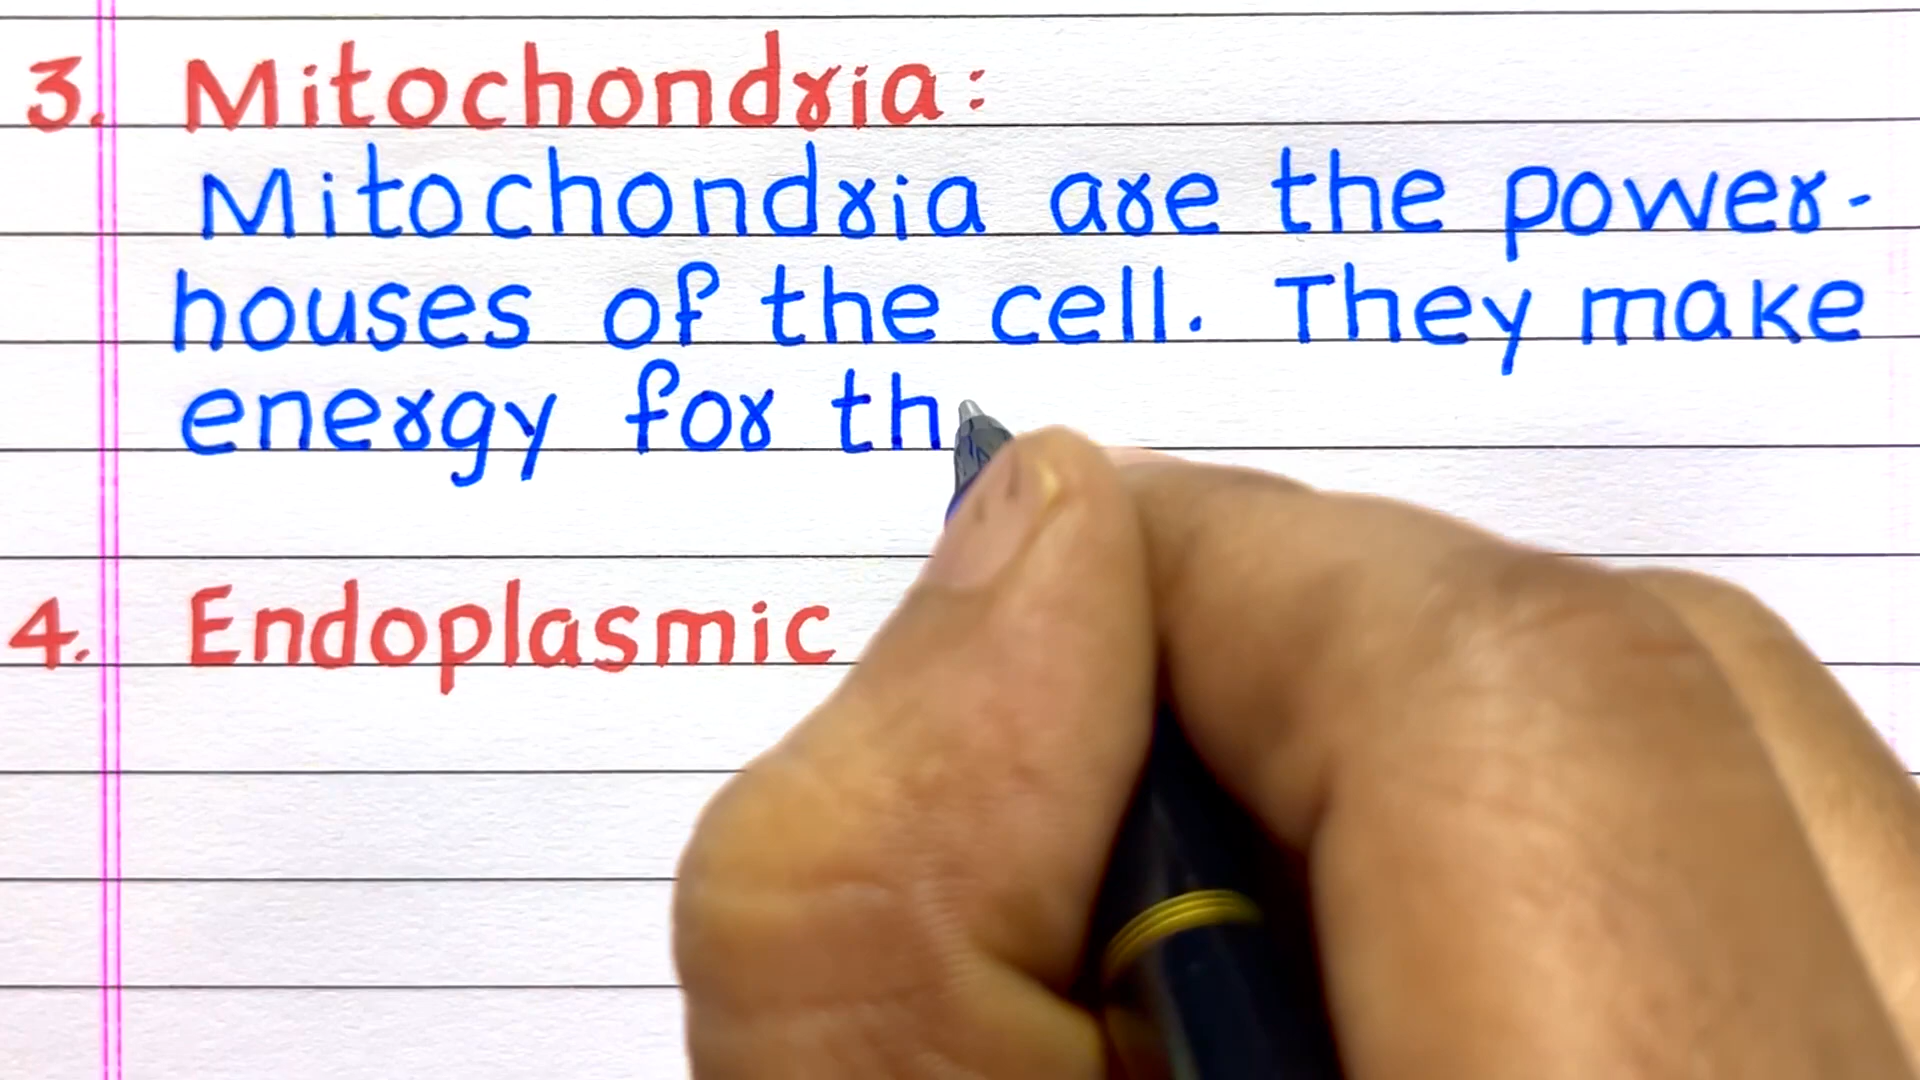 3. Mitochondria:
Mitochondria are the power-
houses of the cell. They make
energy for th
4. Endoplasmic